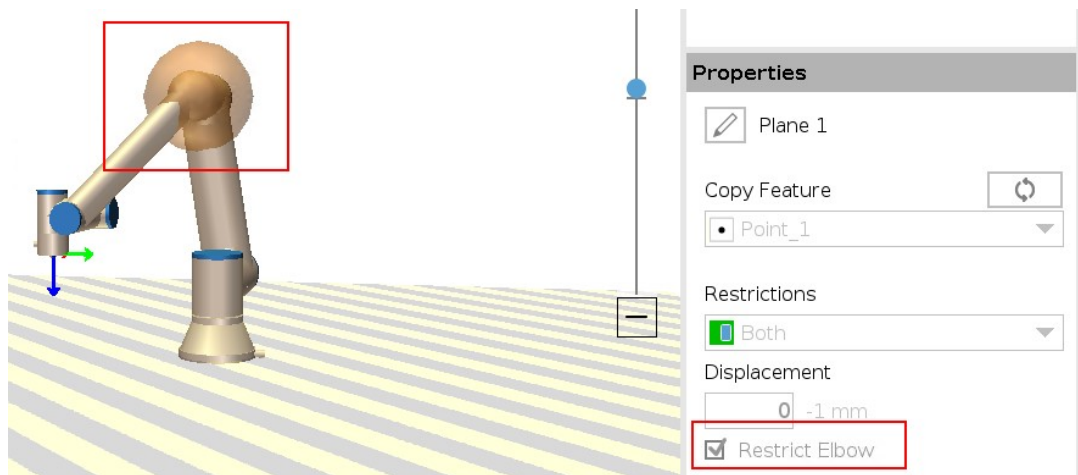 Properties
Plane 1
Copy Feature
Point_1
Restrictions
Both
Displacement
0 -1 mm
Restrict Elbow